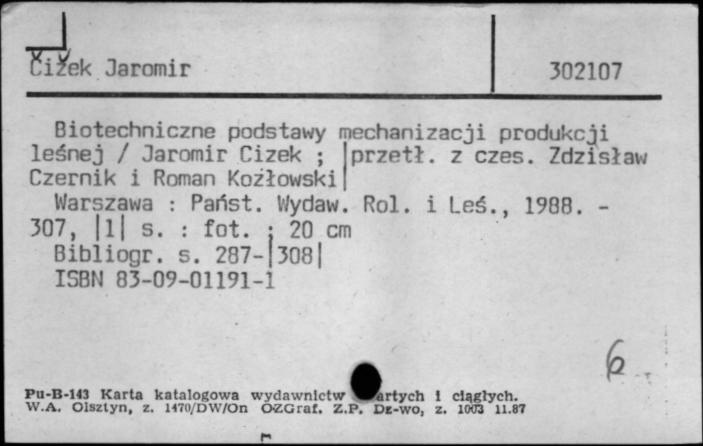 Čižek Jaromir
302107
Biotechniczne podstawy mechanizacji produkcji
leśnej / Jaromir Cizek ; |przetł. z czes. Zdzisław
Czernik i Roman Kozłowski|
Warszawa : Państ. Wydaw. Rol. i Leś., 1988. -
307, |1| s. : fot. ; 20 cm
Bibliogr. s. 287-|308|
ISBN 83-09-01191-1
6
Pu-B-143 Karta katalogowa wydawnictw artych i ciągłych.
W.A. Olsztyn, z. 1470/DW/On OZGraf. Z.P. Dz-wo, z. 1003 11.87